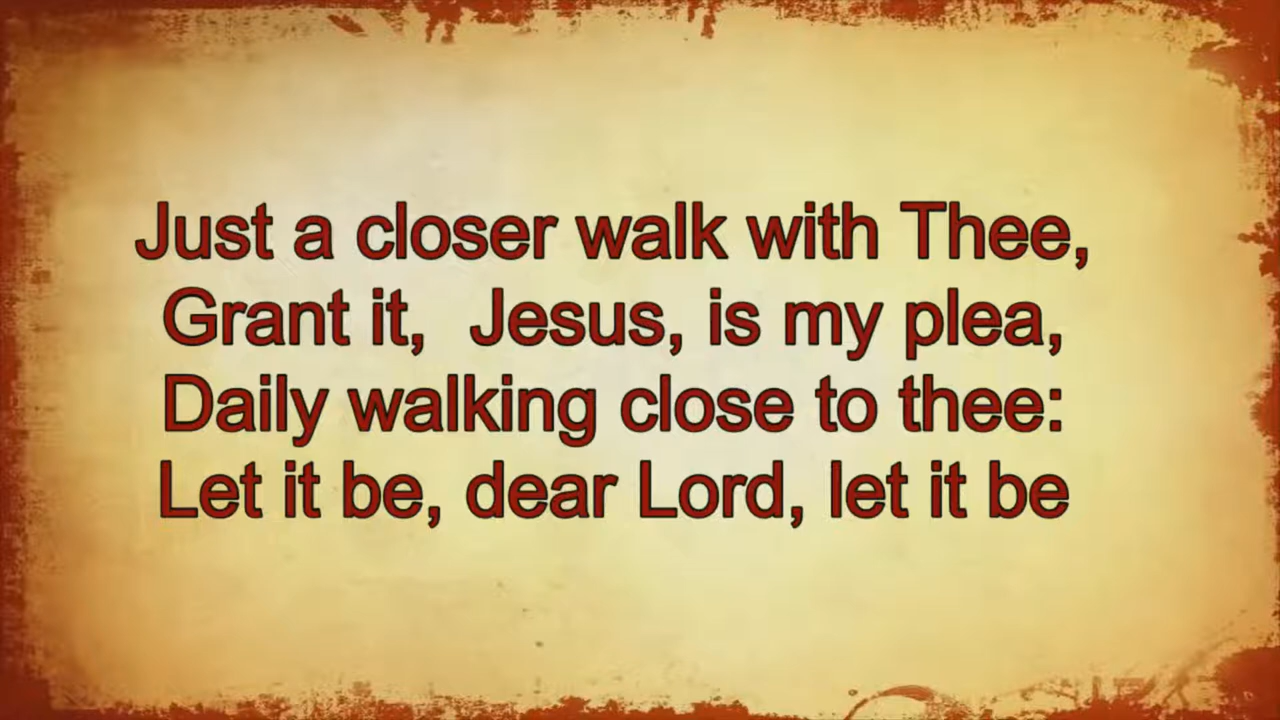 Just a closer walk with Thee,
Grant it,  Jesus, is my plea,
Daily walking close to thee:
Let it be, dear Lord, let it be